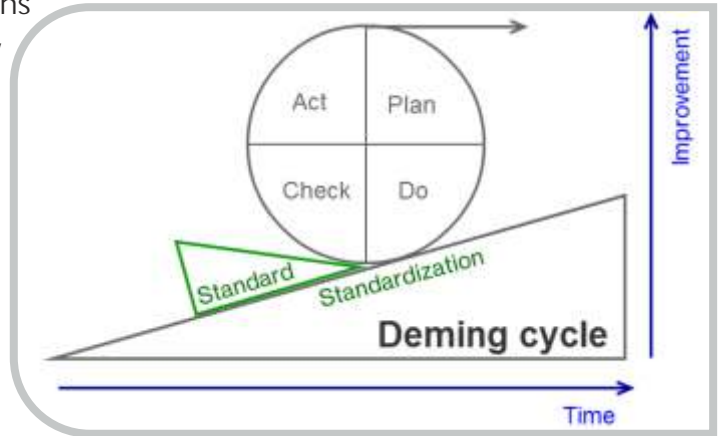 Act
Plan
Check
Do
Standard
Standardization
Deming cycle
Improvement
Time